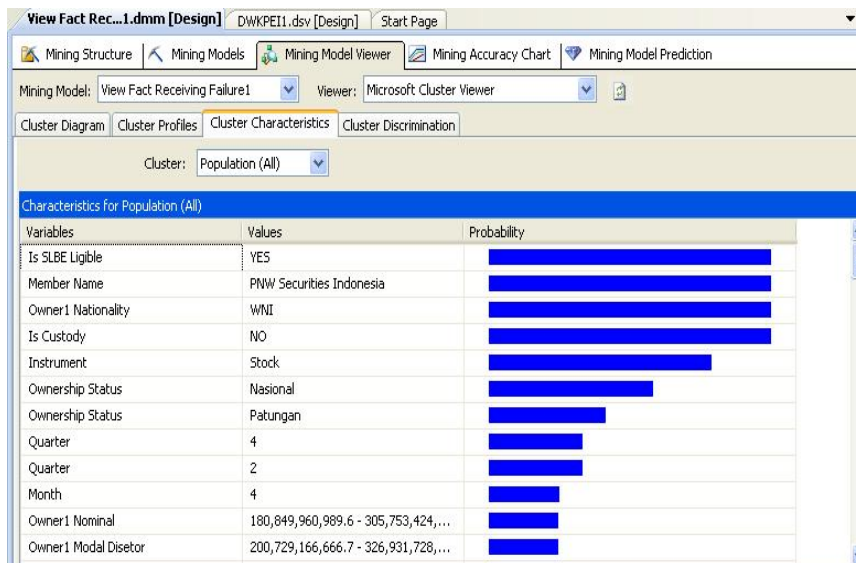 View Fact Rec...1.dmm [Design] DWKPEI1.dsv [Design] Start Page
Mining Structure Mining Models Mining Model Viewer Mining Accuracy Chart Mining Model Prediction
Mining Model: View Fact Receiving Failure1 Viewer: Microsoft Cluster Viewer
Cluster Diagram Cluster Profiles Cluster Characteristics Cluster Discrimination
Cluster: Population (All)
Characteristics for Population (All)
Variables Values Probability
Is SLBE Ligible YES
Member Name PNW Securities Indonesia
Owner1 Nationality WNI
Is Custody NO
Instrument Stock
Ownership Status Nasional
Ownership Status Patungan
Quarter 4
Quarter 2
Month 4
Owner1 Nominal 180,849,960,989.6 - 305,753,424,...
Owner1 Modal Disetor 200,729,166,666.7 - 326,931,728,...